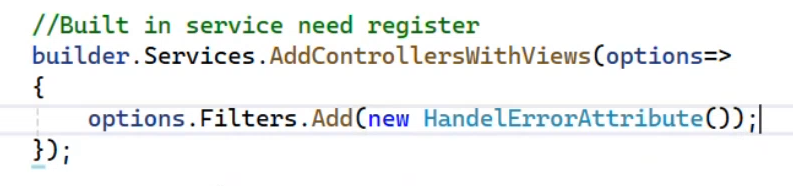 //Built in service need register
builder.Services.AddControllersWithViews(options=>
{
options.Filters.Add(new HandelErrorAttribute());
});